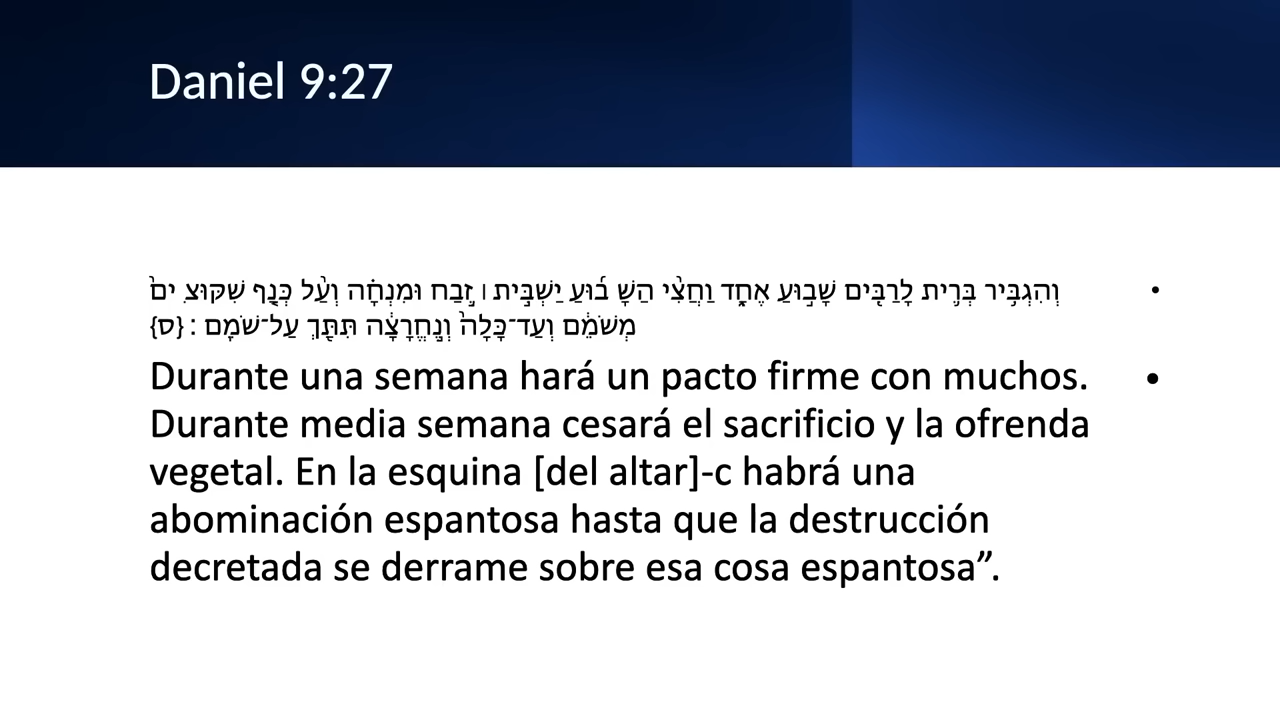 Daniel 9:27
וְהִגְבִּ֥יר בְּרִ֛ית לָרַבִּ֖ים שָׁב֣וּעַ אֶחָ֑ד וַחֲצִ֨י הַשָּׁב֜וּעַ יַשְׁבִּ֣ית ׀ זֶ֣בַח וּמִנְחָ֗ה וְעַ֨ל כְּנַ֤ף שִׁקּוּצִים֙
מְשֹׁמֵ֔ם וְעַד־כָּלָה֙ וְנֶ֣חֱרָצָ֔ה תִּתַּ֖ךְ עַל־שֹׁמֵֽם׃ {ס}
Durante una semana hará un pacto firme con muchos.
Durante media semana cesará el sacrificio y la ofrenda
vegetal. En la esquina [del altar]-c habrá una
abominación espantosa hasta que la destrucción
decretada se derrame sobre esa cosa espantosa”.